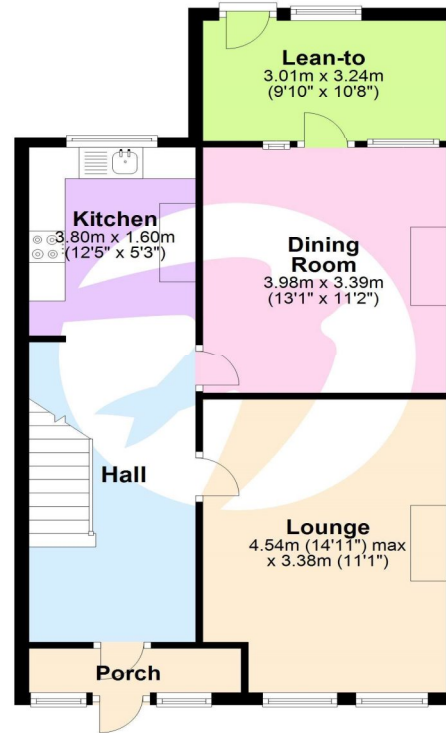 Lean-to
3.01m x 3.24m
(9'10" x 10'8")
Kitchen
3.80m x 1.60m
(12'5" x 5'3")
Dining
Room
3.98m x 3.39m
(13'1" x 11'2")
Hall
Lounge
4.54m (14'11") max
x 3.38m (11'1")
Porch